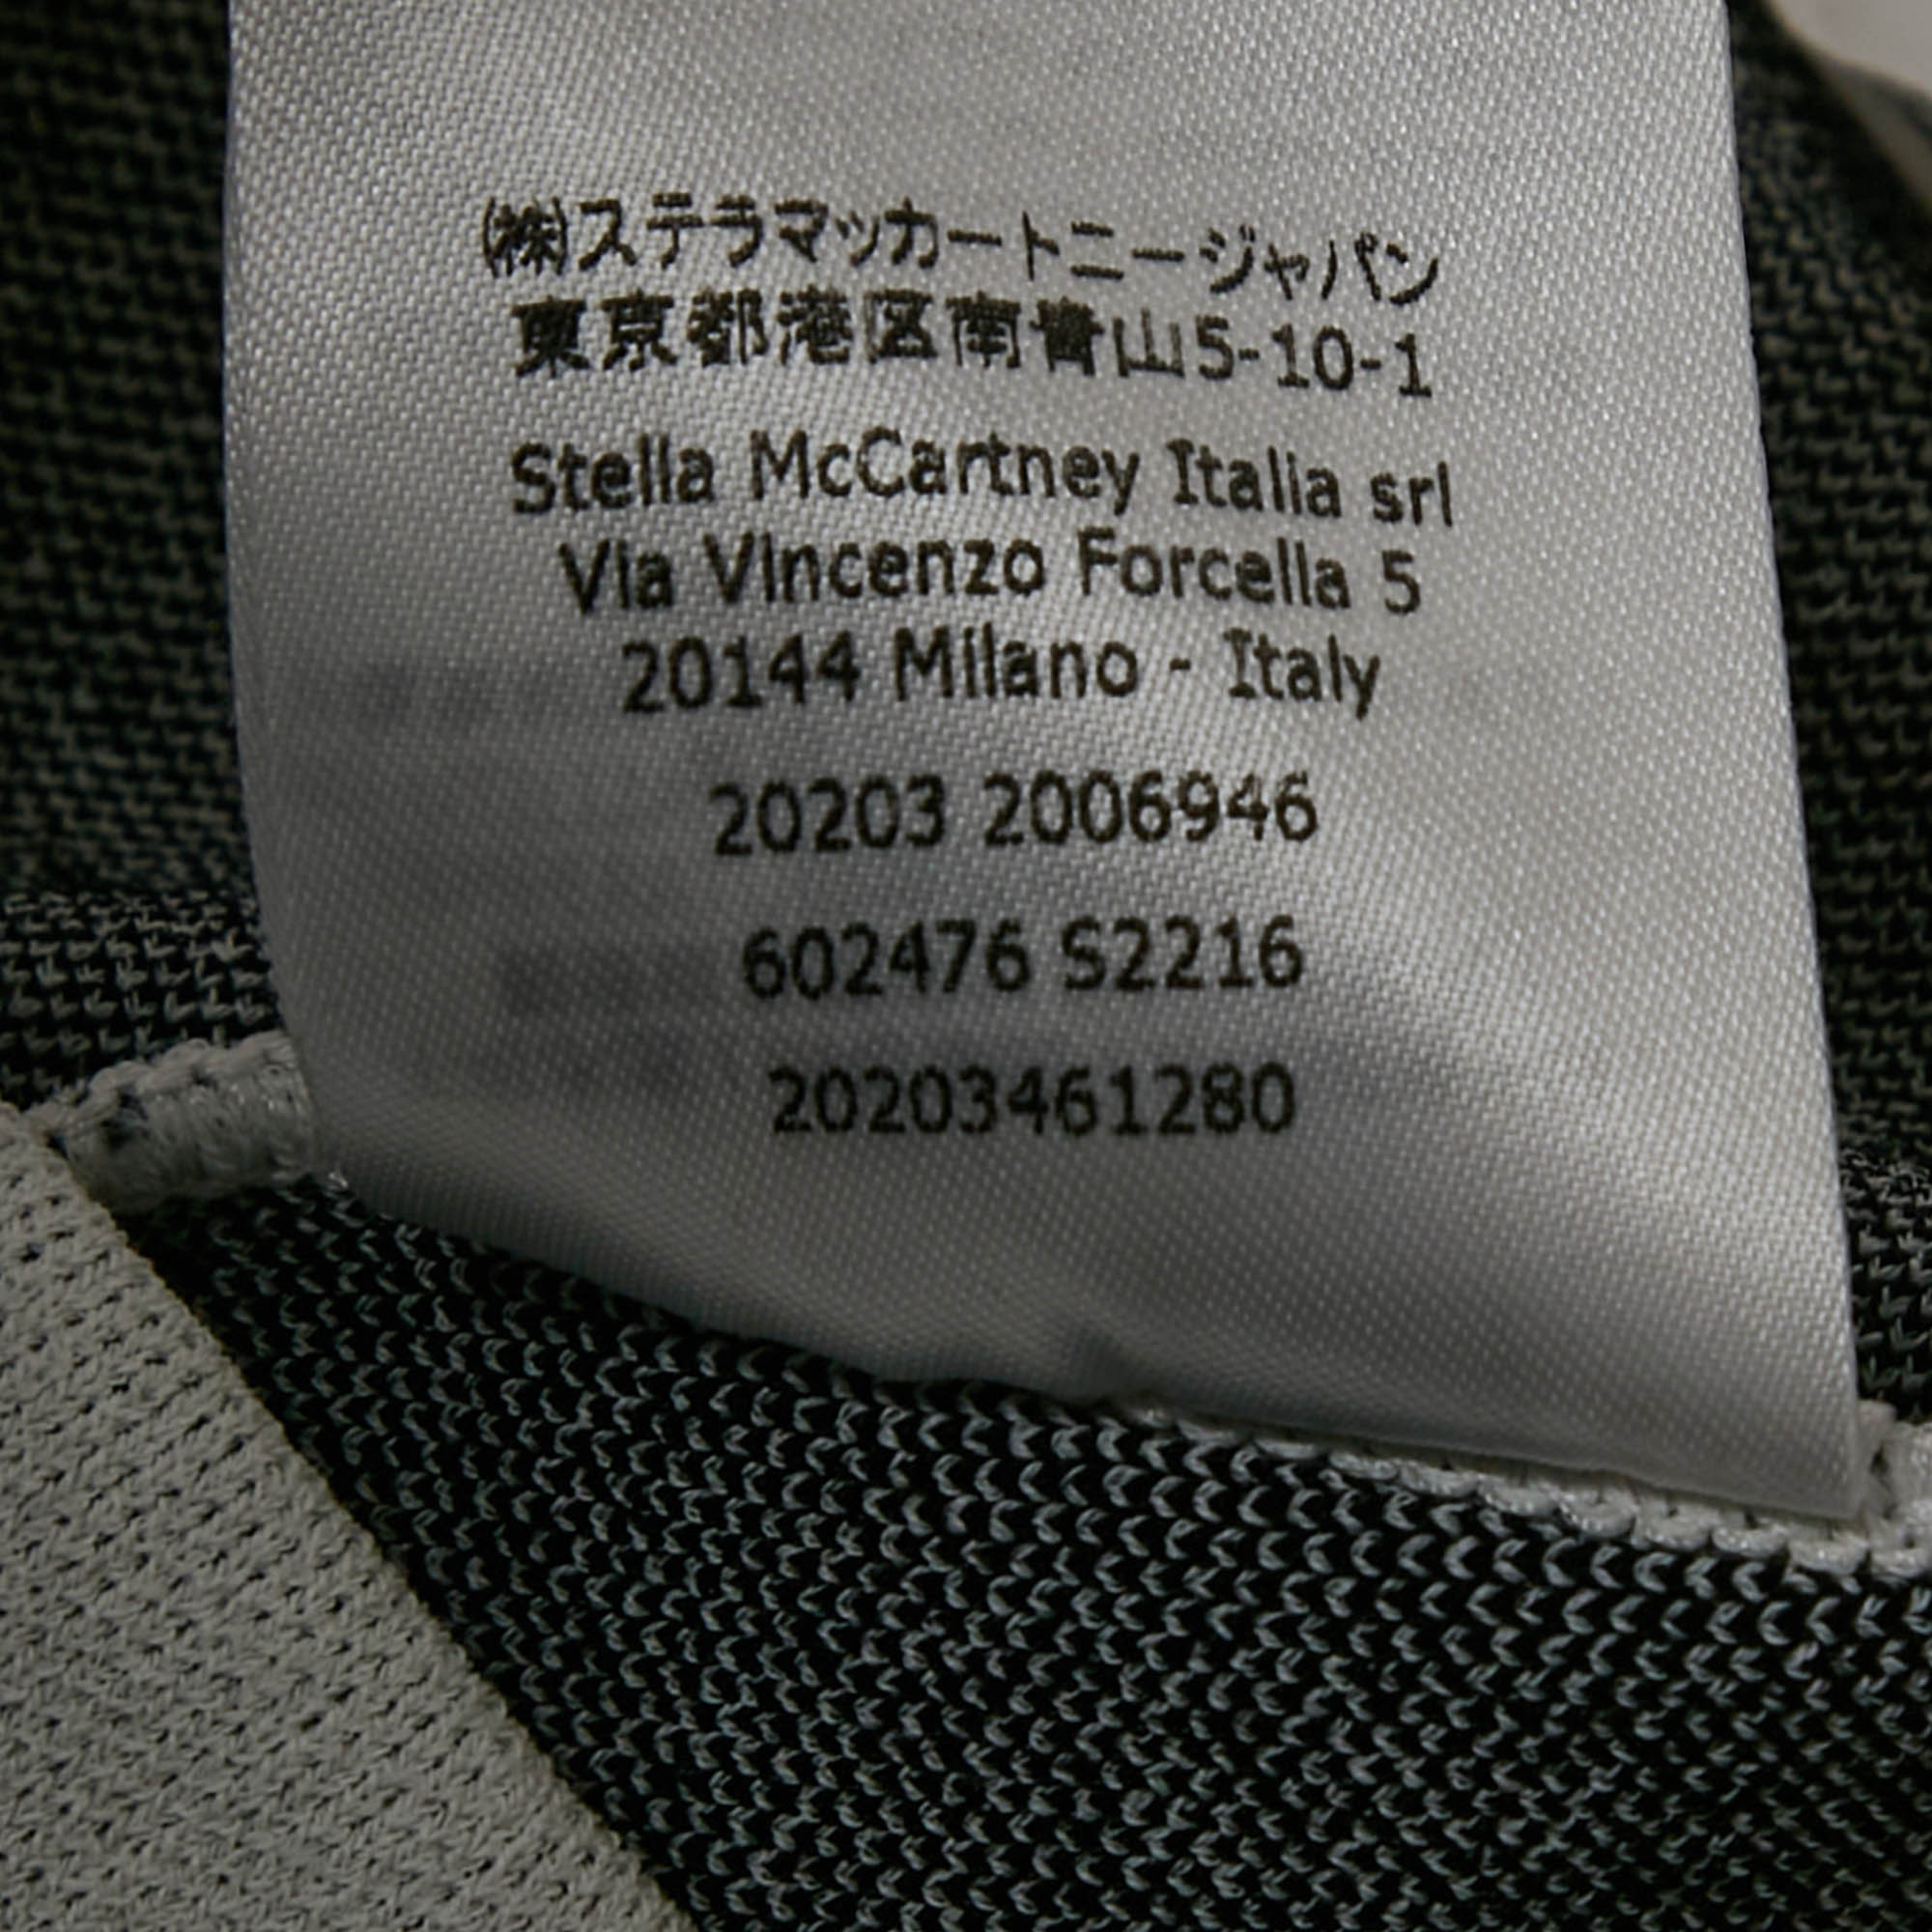 ㈱ステラマッカートニージャパン
東京都港区南青山5-10-1
Stella McCartney Italia srl
Via Vincenzo Forcella 5
20144 Milano - Italy
20203 2006946
602476 S2216
20203461280